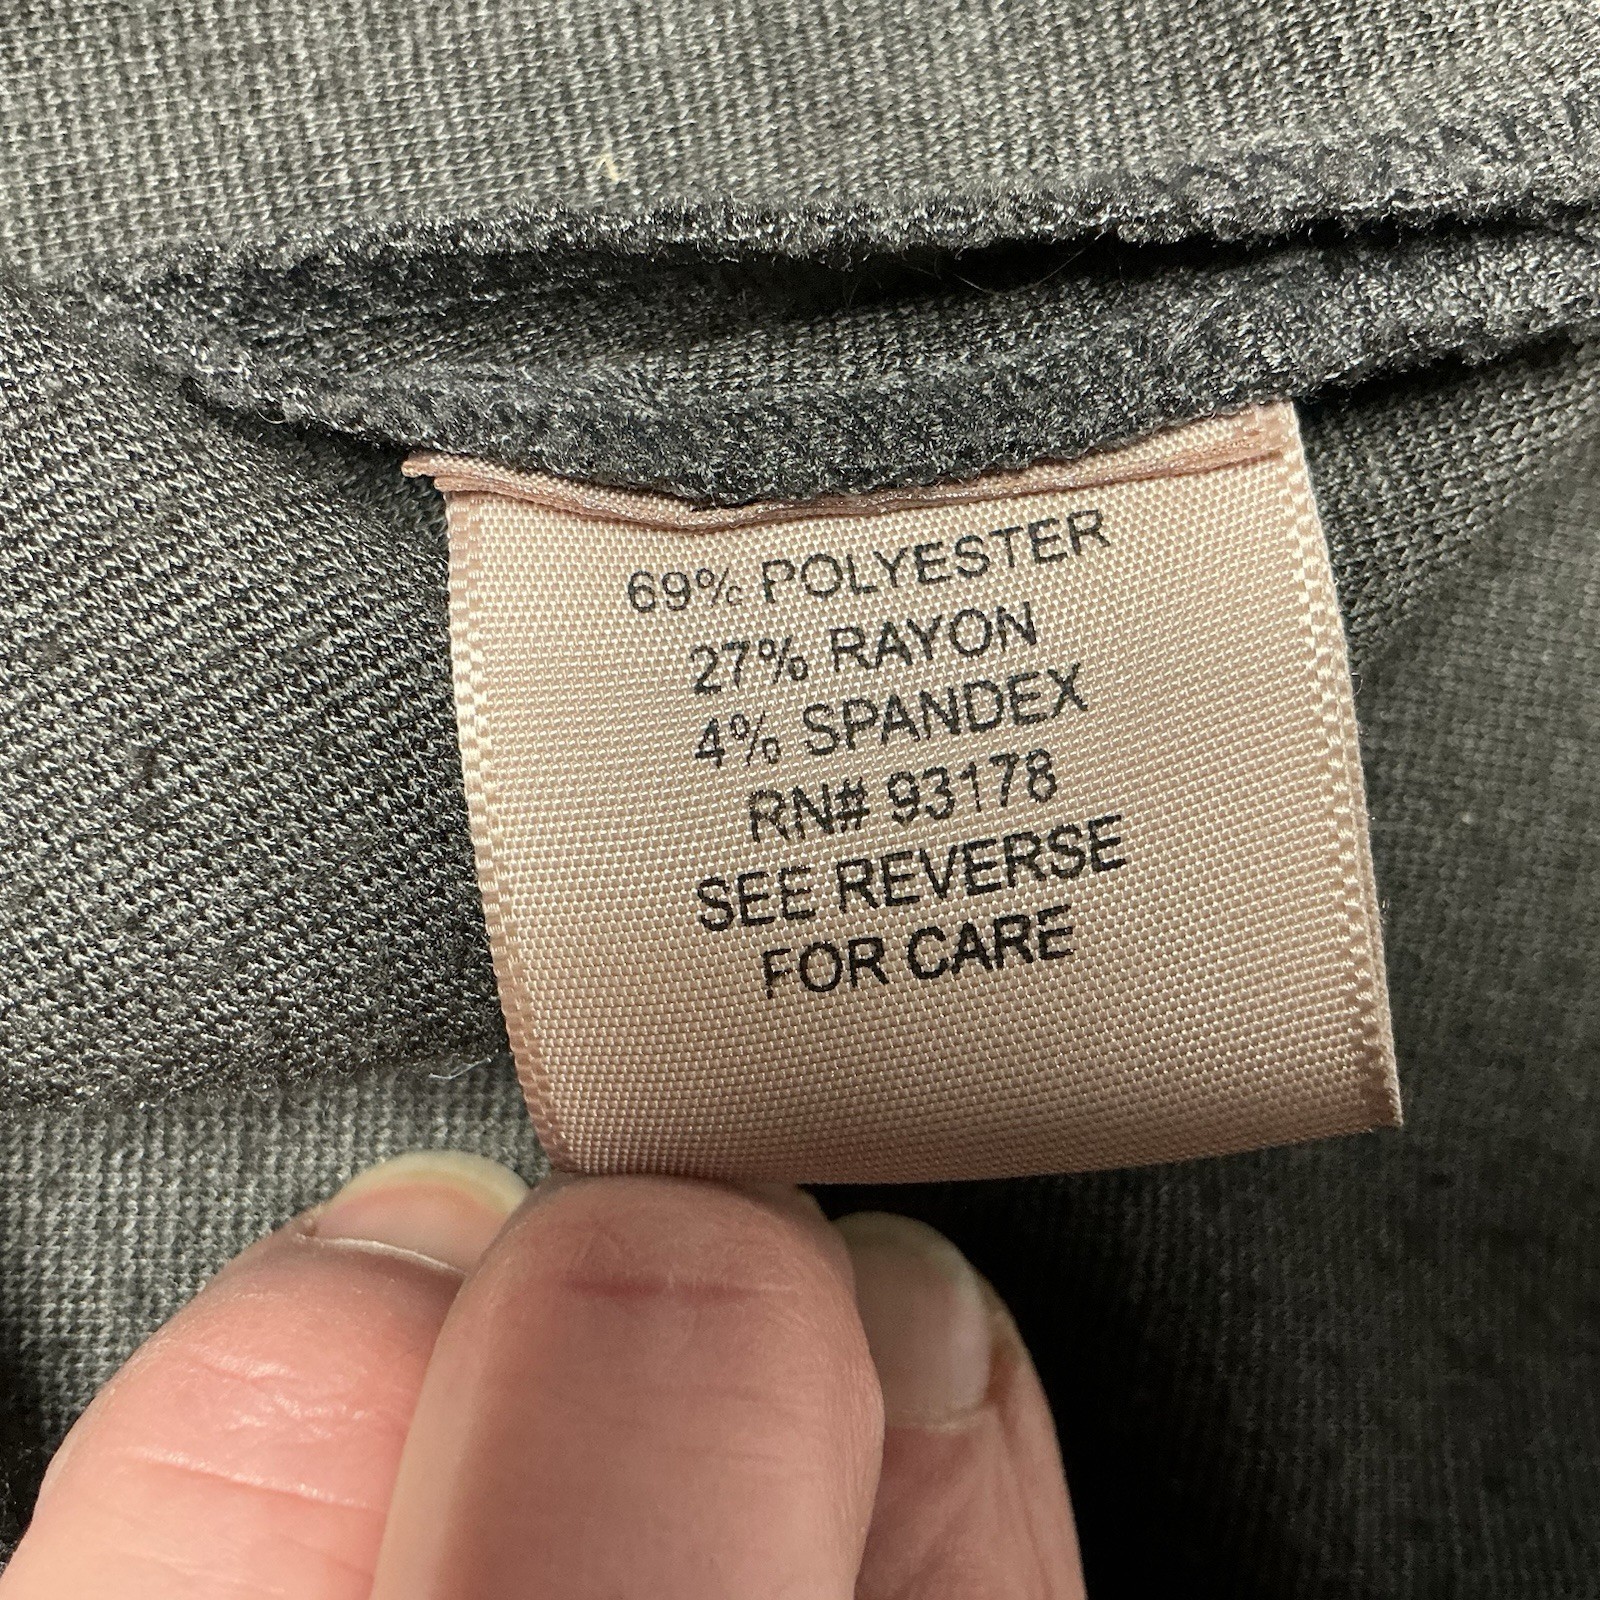 69% POLYESTER
27% RAYON
4% SPANDEX
RN# 93178
SEE REVERSE
FOR CARE